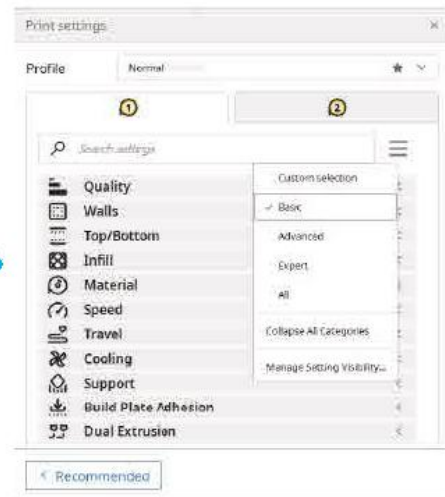 Print settings
×
Profile
Normal
1
2
Search settings
Custom selection
Quality
✓ Basic
Walls
Top/Bottom
Advanced
Infill
Expert
Material
All
Speed
Travel
Collapse All Categories
Cooling
Manage Setting Visibility...
Support
Build Plate Adhesion
Dual Extrusion
< Recommended